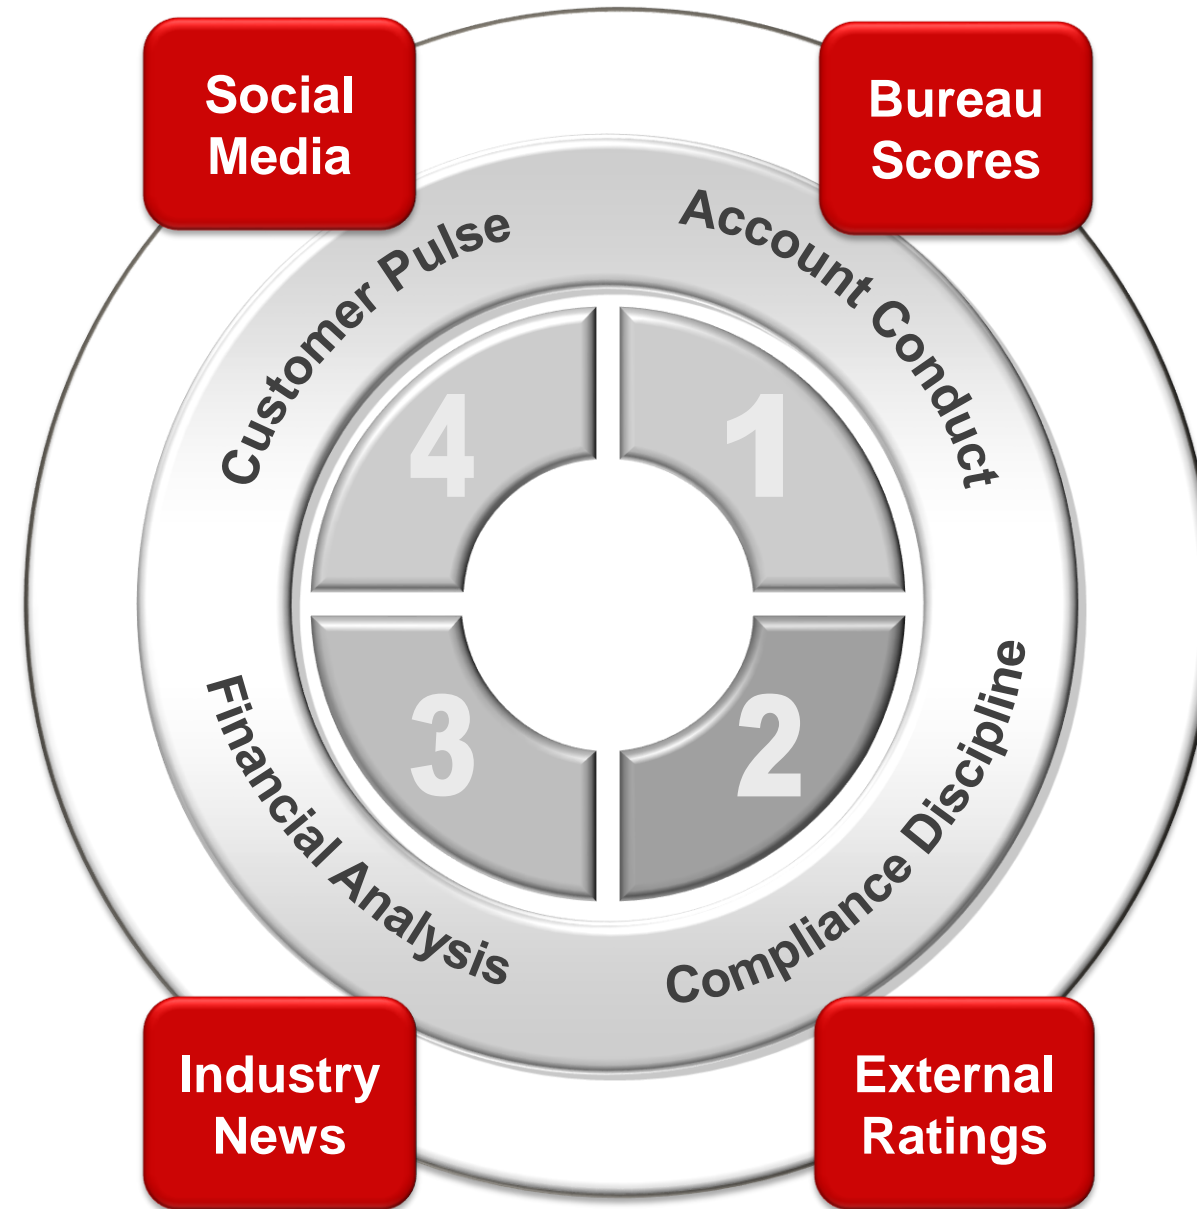 Social
Media
Bureau
Scores
Customer Pulse
Account Conduct
4
1
3
2
Financial Analysis
Compliance Discipline
Industry
News
External
Ratings